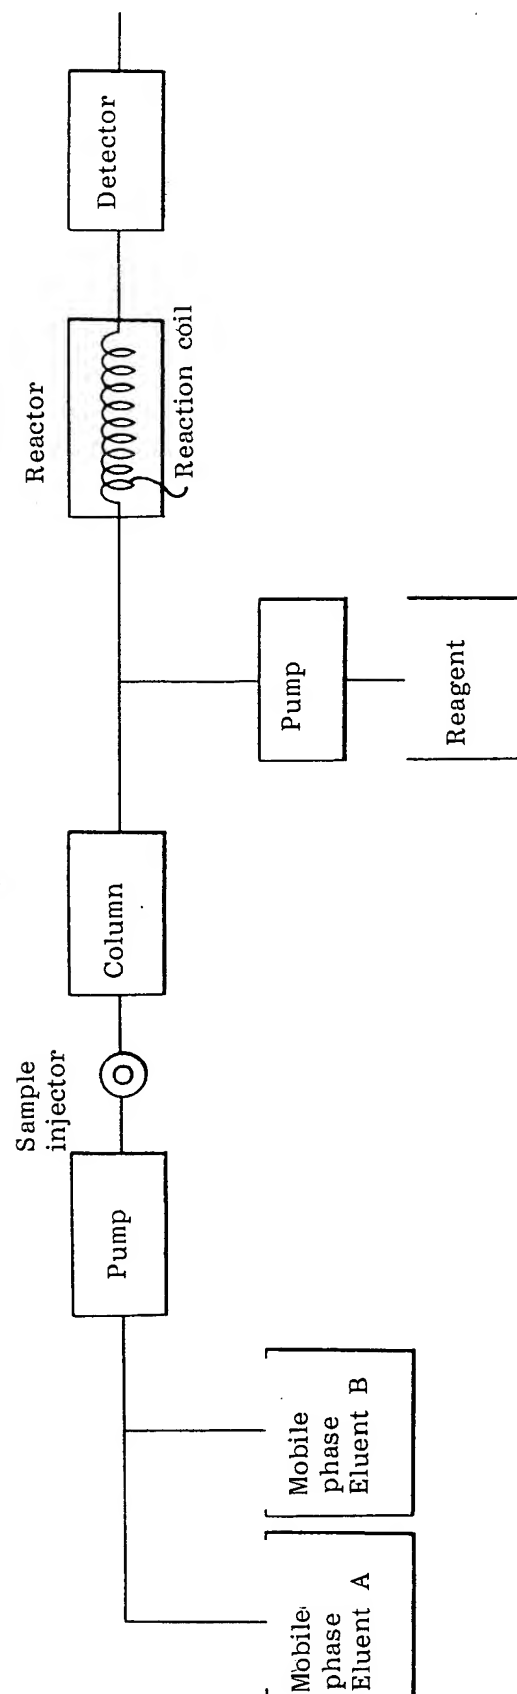 Mobile
phase
Eluent A
Mobile
phase
Eluent B
Pump
Sample
injector
Column
Pump
Reagent
Reactor
Reaction coil
Detector